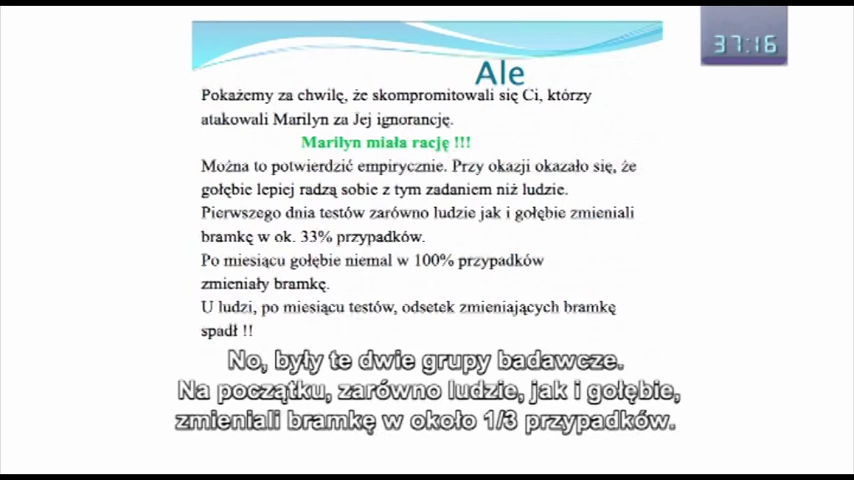 37:16
Ale
Pokażemy za chwilę, że skompromitowali się Ci, którzy
atakowali Marilyn za Jej ignorancję.
Marilyn miała rację !!!
Można to potwierdzić empirycznie. Przy okazji okazało się, że
gołębie lepiej radzą sobie z tym zadaniem niż ludzie.
Pierwszego dnia testów zarówno ludzie jak i gołębie zmieniali
bramkę w ok. 33% przypadków.
Po miesiącu gołębie niemal w 100% przypadków
zmieniały bramkę.
U ludzi, po miesiącu testów, odsetek zmieniających bramkę
spadł !!
No, były te dwie grupy badawcze.
Na początku, zarówno ludzie, jak i gołębie,
zmieniali bramkę w około 1/3 przypadków.